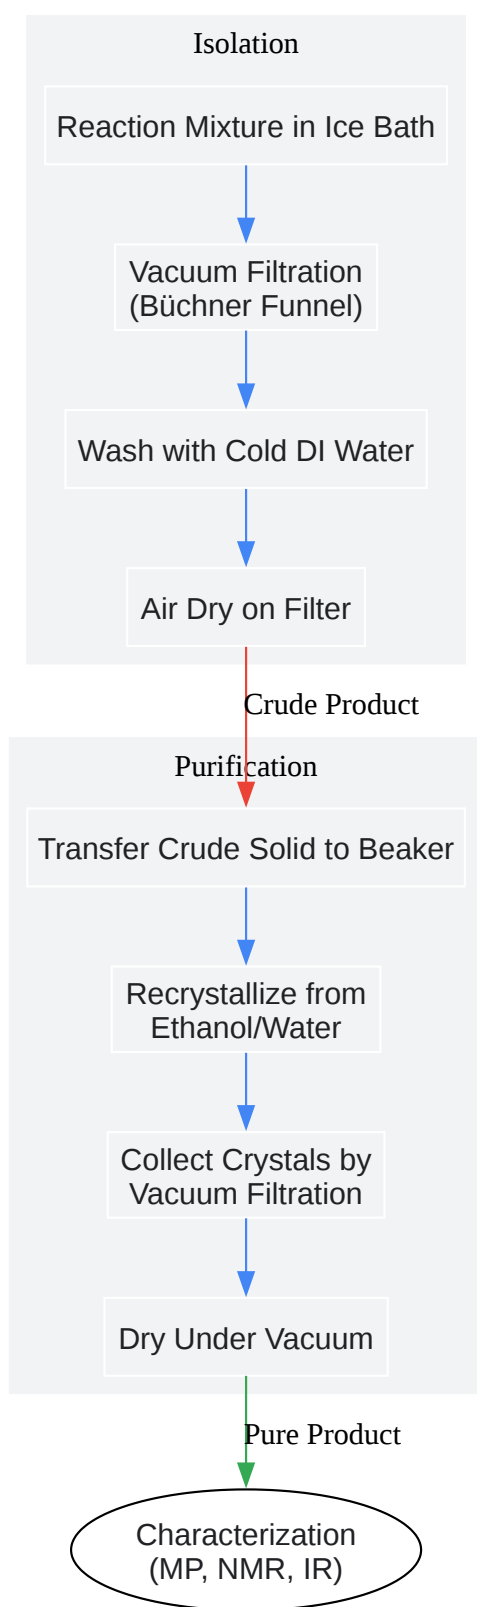 Isolation
Reaction Mixture in Ice Bath
Vacuum Filtration
(Büchner Funnel)
Wash with Cold DI Water
Air Dry on Filter
Crude Product
Purification
Transfer Crude Solid to Beaker
Recrystallize from
Ethanol/Water
Collect Crystals by
Vacuum Filtration
Dry Under Vacuum
Pure Product
Characterization
(MP, NMR, IR)